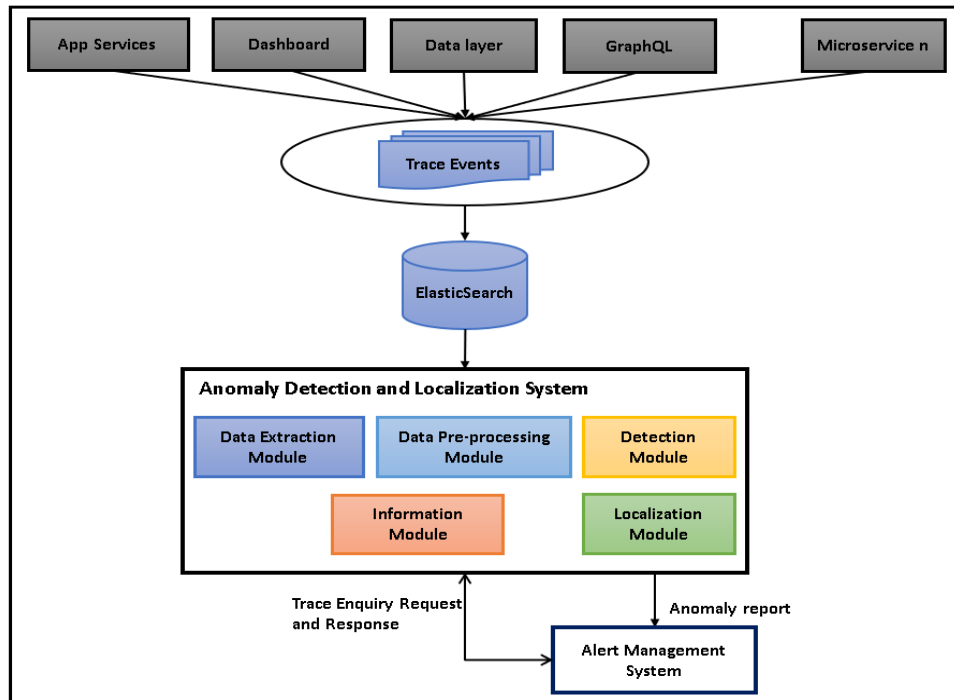 App Services
Dashboard
Data layer
GraphQL
Microservice n
Trace Events
ElasticSearch
Anomaly Detection and Localization System
Data Extraction
Module
Data Pre-processing
Module
Detection
Module
Information
Module
Localization
Module
Trace Enquiry Request
and Response
Anomaly report
Alert Management
System